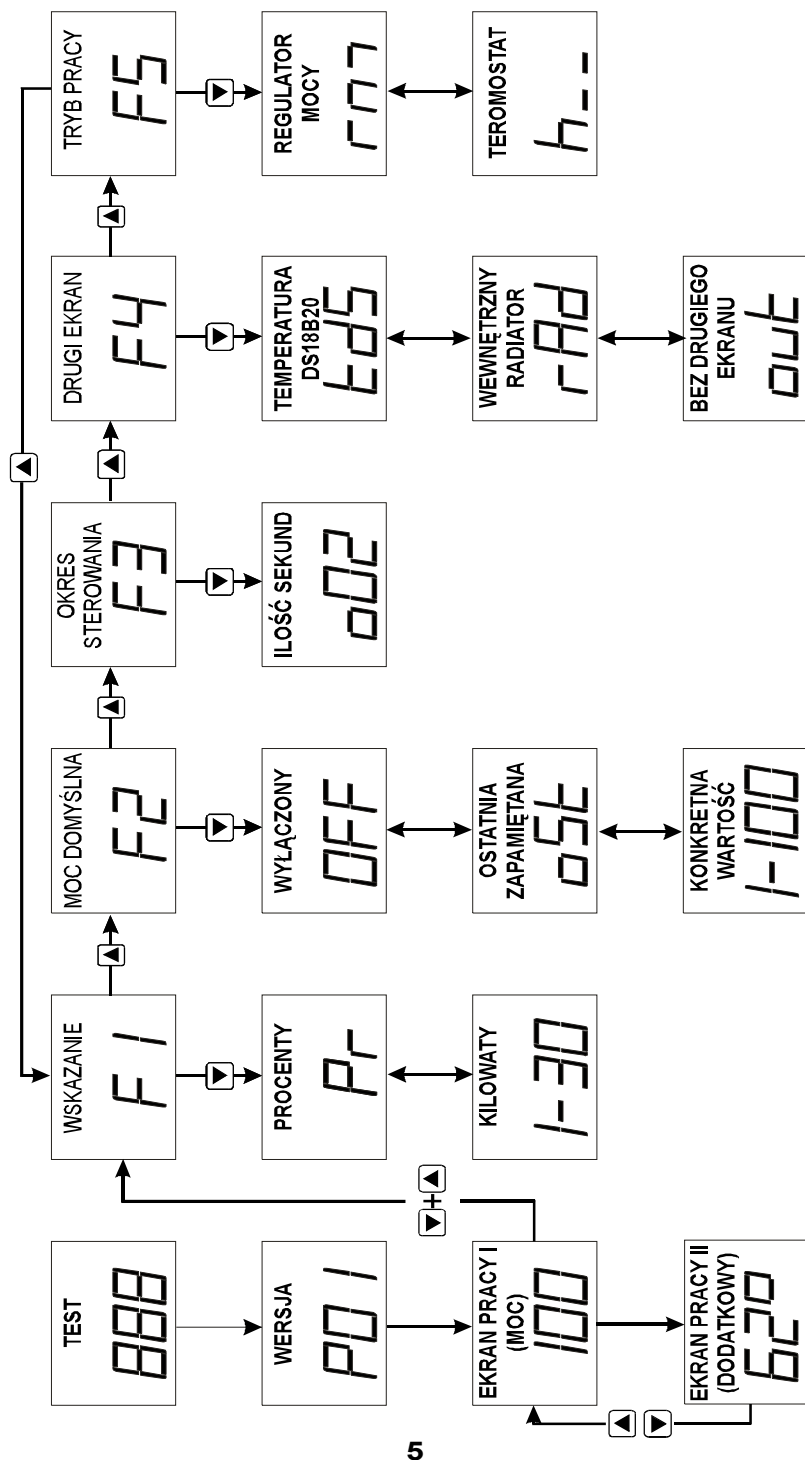 TEST
888
WERSJA
P01
EKRAN PRACY I
(MOC)
100
EKRAN PRACY II
(DODATKOWY)
62º
+
WSKAZANIE
F1
PROCENTY
Pr
KILOWATY
1-30
MOC DOMYŚLNA
F2
WYŁĄCZONY
OFF
OSTATNIA
ZAPAMIĘTANA
oSt
KONKRETNA
WARTOŚĆ
1-100
OKRES
STEROWANIA
F3
ILOŚĆ SEKUND
o02
DRUGI EKRAN
F4
TEMPERATURA
DS18B20
tdS
WEWNĘTRZNY
RADIATOR
rAd
BEZ DRUGIEGO
EKRANU
out
TRYB PRACY
F5
REGULATOR
MOCY
rm
TEROMOSTAT
h--
5